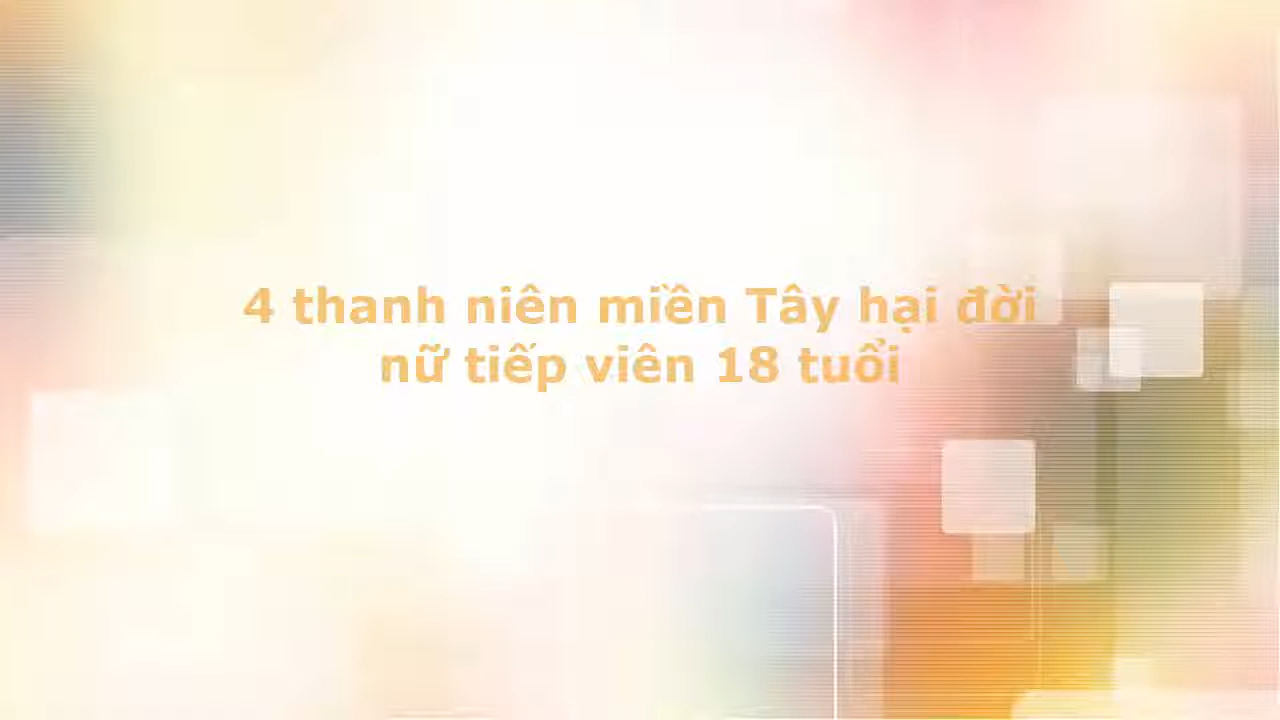 4 thanh niên miền Tây hại đời
nữ tiếp viên 18 tuổi